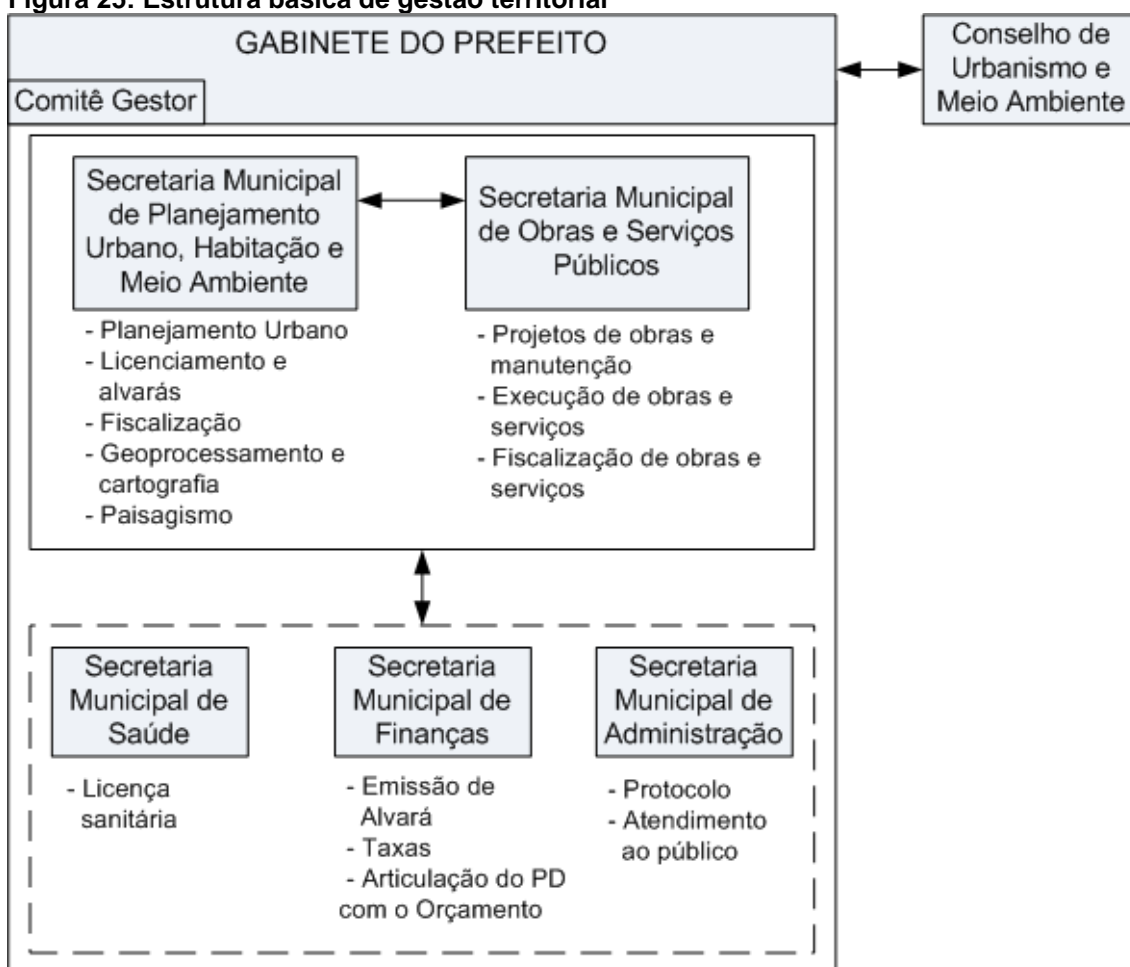 Figura 25: Estrutura básica de gestão territorial
GABINETE DO PREFEITO
Comitê Gestor
Conselho de
Urbanismo e
Meio Ambiente
Secretaria Municipal
de Planejamento
Urbano, Habitação e
Meio Ambiente
- Planejamento Urbano
- Licenciamento e
alvarás
- Fiscalização
- Geoprocessamento e
cartografia
- Paisagismo
Secretaria Municipal
de Obras e Serviços
Públicos
- Projetos de obras e
manutenção
- Execução de obras e
serviços
- Fiscalização de obras e
serviços
Secretaria
Municipal de
Saúde
- Licença
sanitária
Secretaria
Municipal de
Finanças
- Emissão de
Alvará
- Taxas
- Articulação do PD
com o Orçamento
Secretaria
Municipal de
Administração
- Protocolo
- Atendimento
ao público